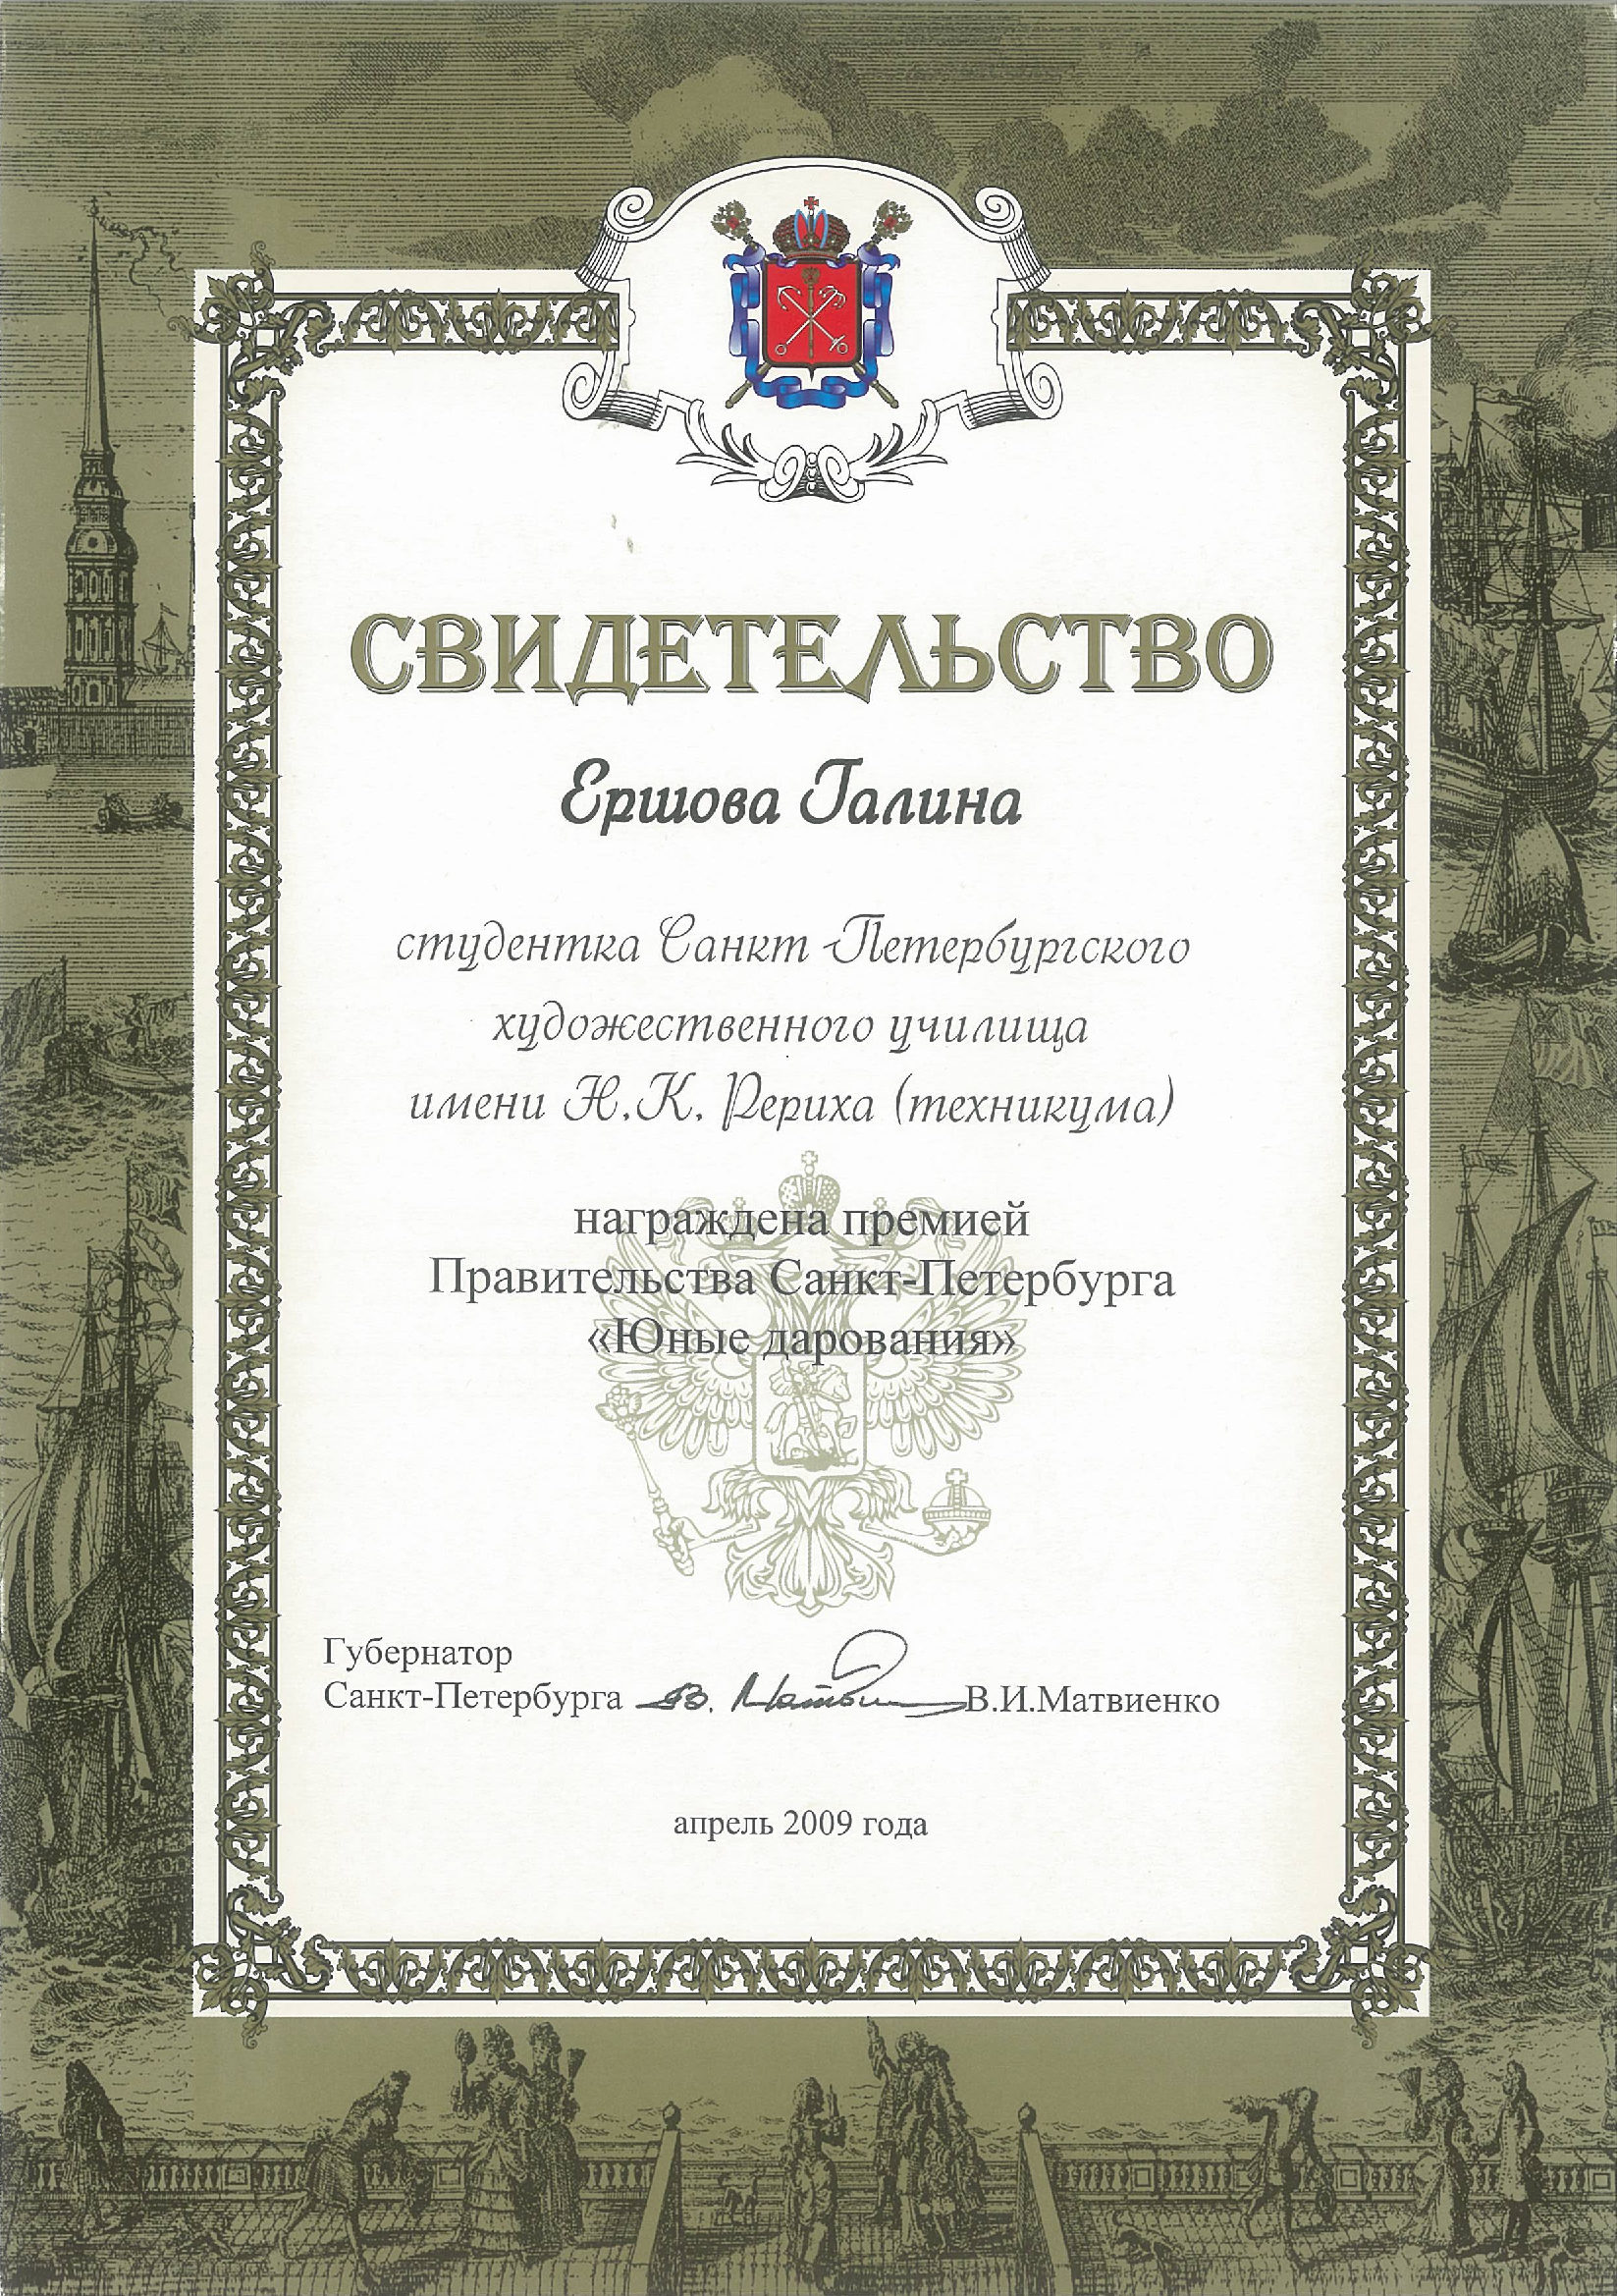 СВИДЕТЕЛЬСТВО
Ершова Галина
студентка Санкт-Петербургского
художественного училища
имени Н.К. Рериха (техникума)
награждена премией
Правительства Санкт-Петербурга
«Юные дарования»
Губернатор
Санкт-Петербурга В. Матвиенко В.И.Матвиенко
апрель 2009 года